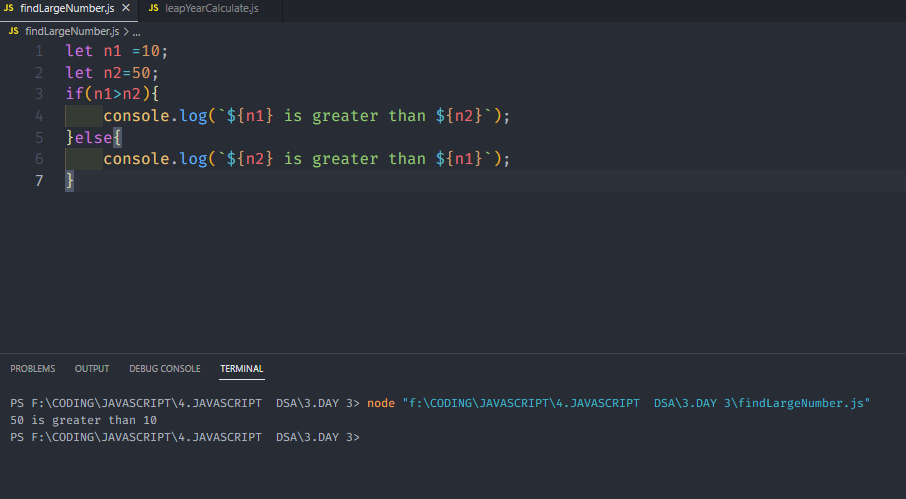 JS findLargeNumber.js × JS leapYearCalculate.js
JS findLargeNumber.js > ...
1 let n1 =10;
2 let n2=50;
3 if(n1>n2){
4     console.log(`${n1} is greater than ${n2}`);
5 }else{
6     console.log(`${n2} is greater than ${n1}`);
7 }
PROBLEMS OUTPUT DEBUG CONSOLE TERMINAL
PS F:\CODING\JAVASCRIPT\4.JAVASCRIPT  DSA\3.DAY 3> node "f:\CODING\JAVASCRIPT\4.JAVASCRIPT  DSA\3.DAY 3\findLargeNumber.js"
50 is greater than 10
PS F:\CODING\JAVASCRIPT\4.JAVASCRIPT  DSA\3.DAY 3>